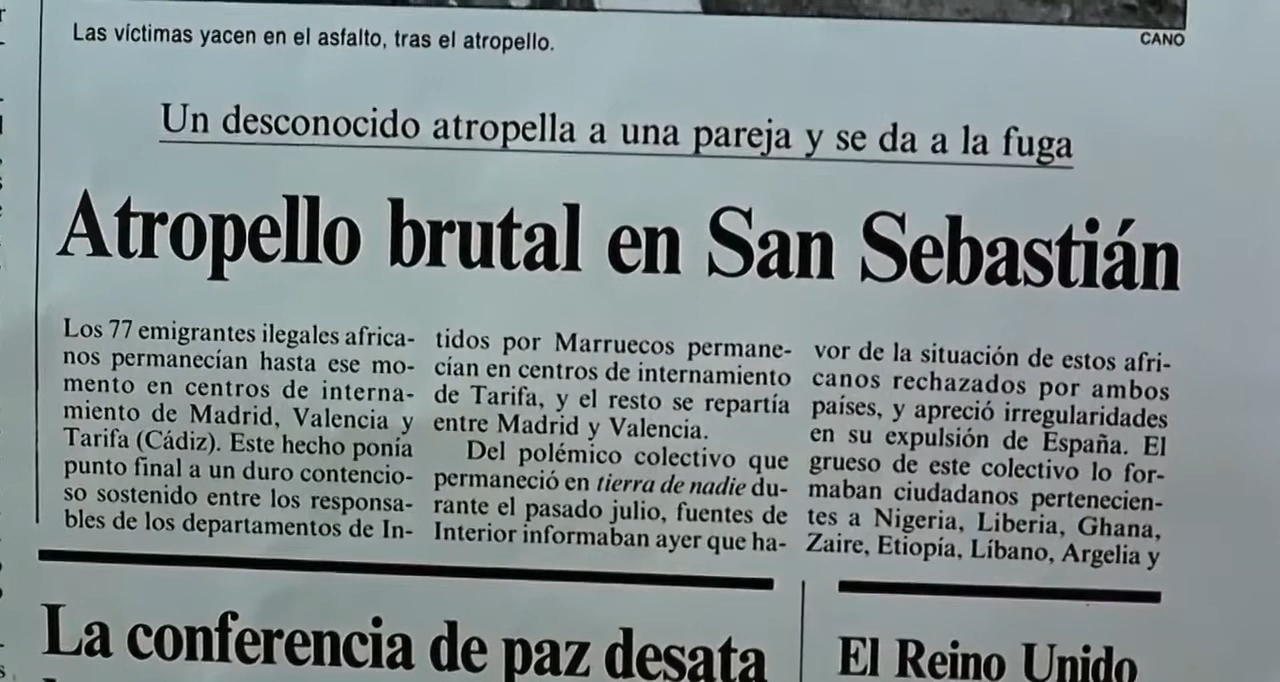 Las víctimas yacen en el asfalto, tras el atropello.
CANO
Un desconocido atropella a una pareja y se da a la fuga
Atropello brutal en San Sebastián
Los 77 emigrantes ilegales africa-
nos permanecían hasta ese mo-
mento en centros de interna-
miento de Madrid, Valencia y
Tarifa (Cádiz). Este hecho ponía
punto final a un duro contencio-
so sostenido entre los responsa-
bles de los departamentos de In-
tidos por Marruecos permane-
cían en centros de internamiento
de Tarifa, y el resto se repartía
entre Madrid y Valencia.
Del polémico colectivo que
permaneció en tierra de nadie du-
rante el pasado julio, fuentes de
Interior informaban ayer que ha-
vor de la situación de estos afri-
canos rechazados por ambos
países, y apreció irregularidades
en su expulsión de España. El
grueso de este colectivo lo for-
maban ciudadanos pertenecien-
tes a Nigeria, Liberia, Ghana,
Zaire, Etiopía, Líbano, Argelia y
La conferencia de paz desata
El Reino Unido